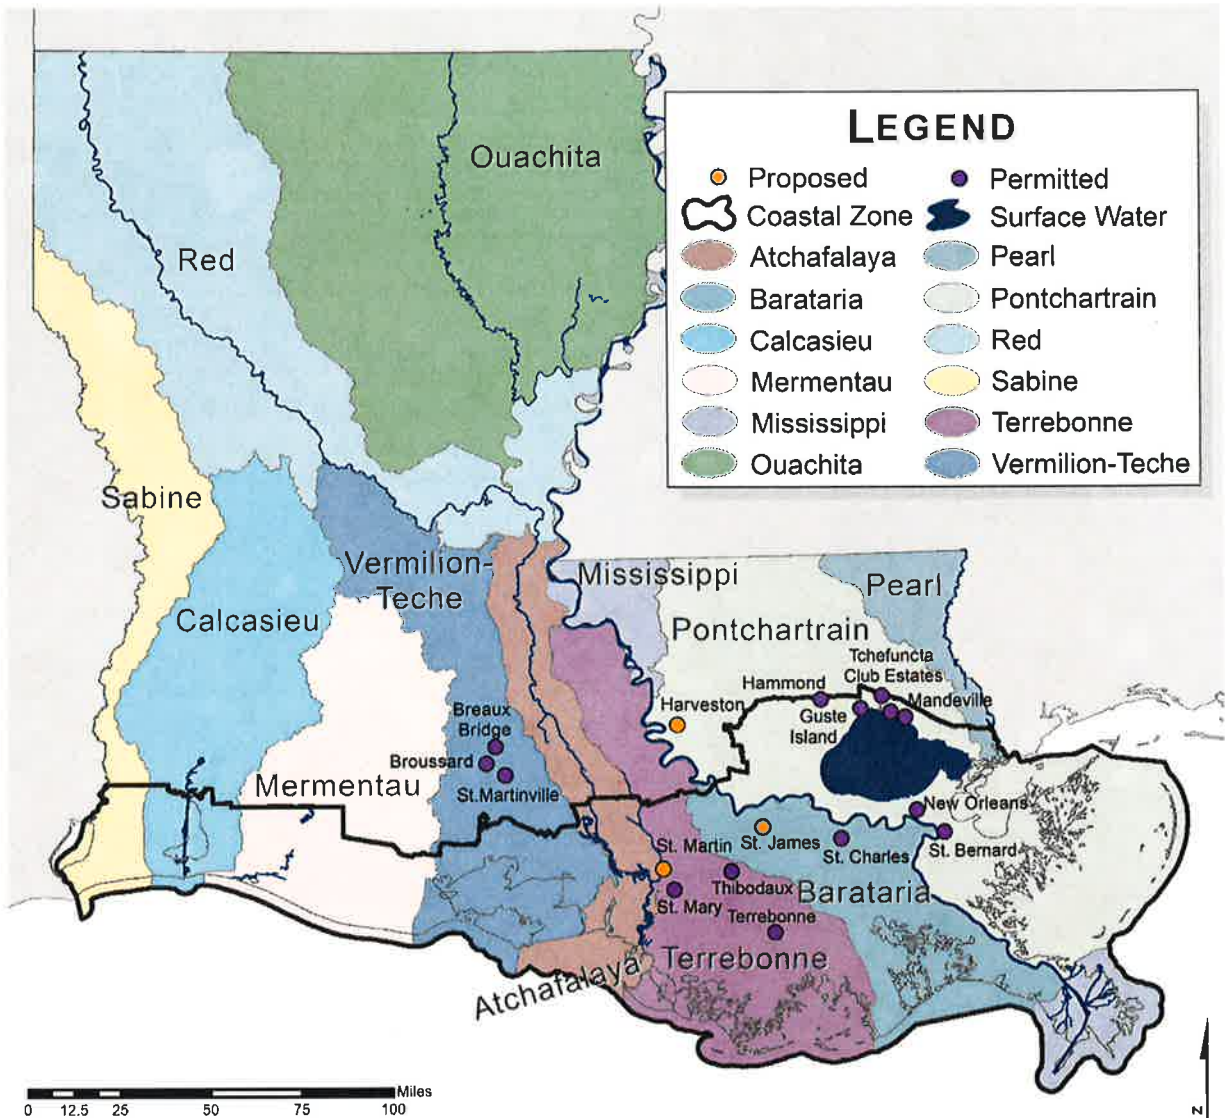 LEGEND
Proposed
Permitted
Coastal Zone
Surface Water
Atchafalaya
Pearl
Barataria
Pontchartrain
Calcasieu
Red
Mermentau
Sabine
Mississippi
Terrebonne
Ouachita
Vermilion-Teche
Ouachita
Red
Sabine
Calcasieu
Vermilion-
Teche
Mississippi
Pearl
Pontchartrain
Tchefuncta
Club Estates
Hammond
Mandeville
Harveston
Guste
Island
Breaux
Bridge
Broussard
St.Martinville
Mermentau
New Orleans
St. Bernard
St. Martin
St. James
St. Charles
Thibodaux
Barataria
St. Mary
Terrebonne
Terrebonne
Atchafalaya
Miles
0 12.5 25 50 75 100
N